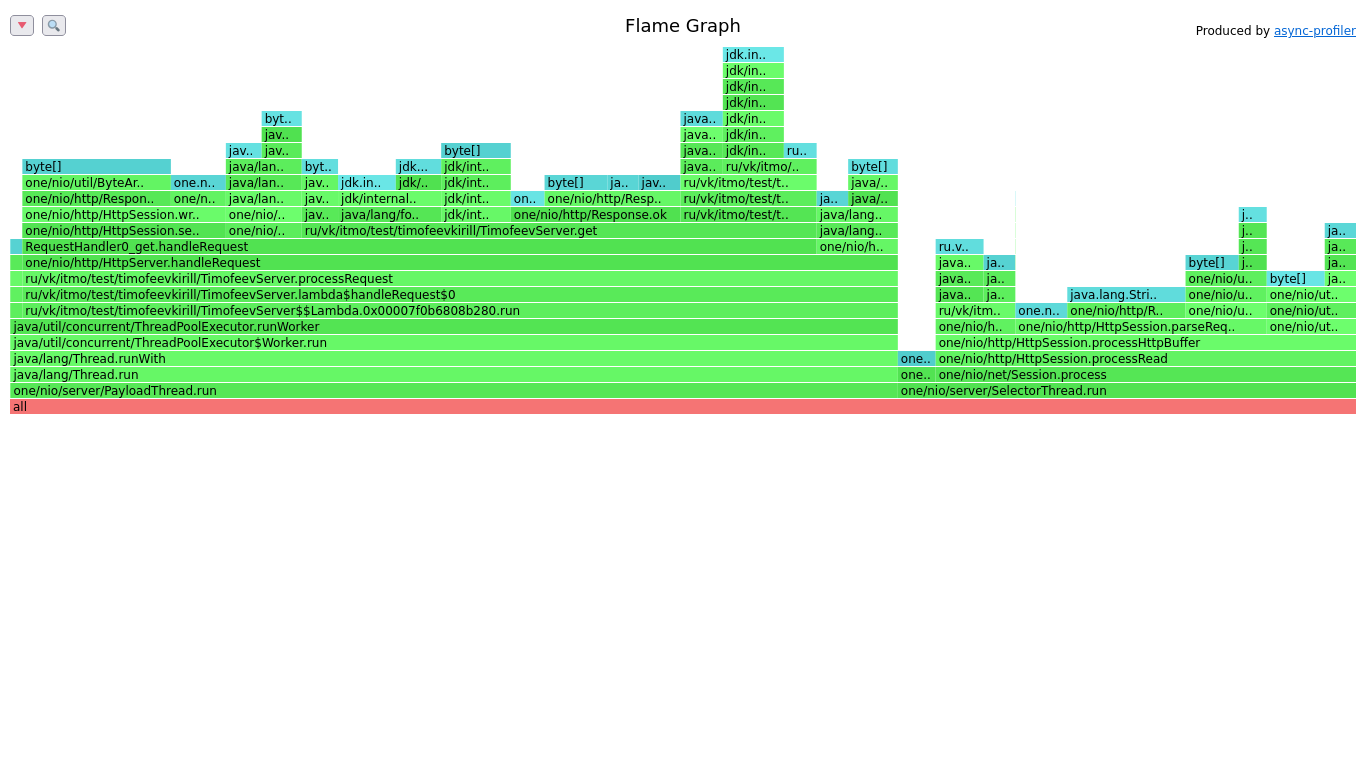 Flame Graph
Produced by async-profiler
jdk.in..
jdk/in..
jdk/in..
jdk/in..
byt.. java.. jdk/in..
jav.. java.. jdk/in..
jav.. jav.. byte[] java.. jdk/in.. ru..
byte[] java/lan.. byt.. jdk... jdk/int.. java.. ru/vk/itmo/.. byte[]
one/nio/util/ByteAr.. one.n.. java/lan.. jav.. jdk.in.. jdk/.. jdk/int.. byte[] ja.. jav.. ru/vk/itmo/test/t.. java/..
one/nio/http/Respon.. one/n.. java/lan.. jav.. jdk/internal.. jdk/int.. on.. one/nio/http/Resp.. ru/vk/itmo/test/t.. ja.. java/..
one/nio/http/HttpSession.wr.. one/nio/.. jav.. java/lang/fo.. jdk/int.. one/nio/http/Response.ok ru/vk/itmo/test/t.. java/lang.. j..
one/nio/http/HttpSession.se.. one/nio/.. ru/vk/itmo/test/timofeevkirill/TimofeevServer.get java/lang.. j.. ja..
RequestHandler0_get.handleRequest one/nio/h.. ru.v.. j.. ja..
one/nio/http/HttpServer.handleRequest java.. ja.. byte[] j.. ja..
ru/vk/itmo/test/timofeevkirill/TimofeevServer.processRequest java.. ja.. one/nio/u.. byte[] ja..
ru/vk/itmo/test/timofeevkirill/TimofeevServer.lambda$handleRequest$0 java.. ja.. java.lang.Stri.. one/nio/u.. one/nio/ut..
ru/vk/itmo/test/timofeevkirill/TimofeevServer$$Lambda.0x00007f0b6808b280.run ru/vk/itm.. one.n.. one/nio/http/R.. one/nio/u.. one/nio/ut..
java/util/concurrent/ThreadPoolExecutor.runWorker one/nio/h.. one/nio/http/HttpSession.parseReq.. one/nio/ut..
java/util/concurrent/ThreadPoolExecutor$Worker.run one/nio/http/HttpSession.processHttpBuffer
java/lang/Thread.runWith one.. one/nio/http/HttpSession.processRead
java/lang/Thread.run one.. one/nio/net/Session.process
one/nio/server/PayloadThread.run one/nio/server/SelectorThread.run
all